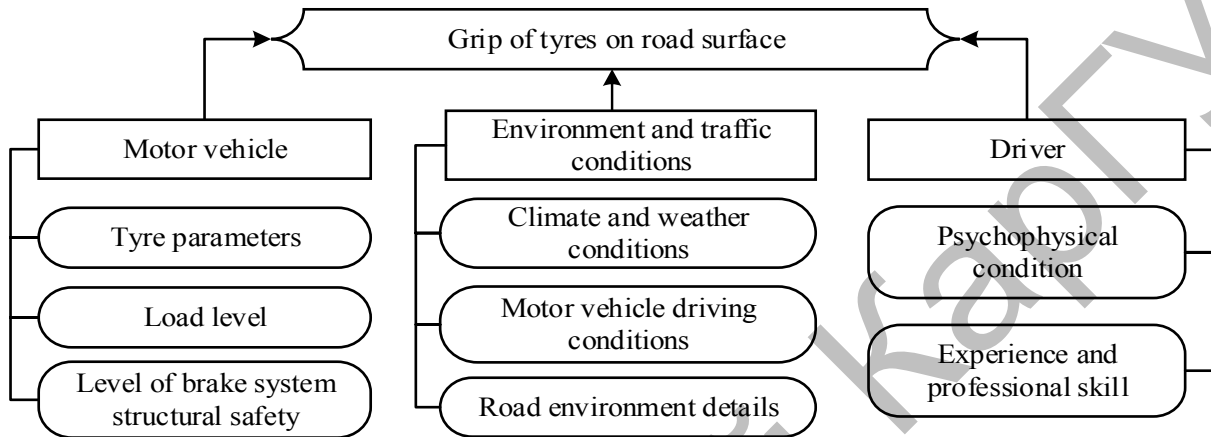 Grip of tyres on road surface
Motor vehicle
Tyre parameters
Load level
Level of brake system
structural safety
Environment and traffic
conditions
Climate and weather
conditions
Motor vehicle driving
conditions
Road environment details
Driver
Psychophysical
condition
Experience and
professional skill
КарГУ